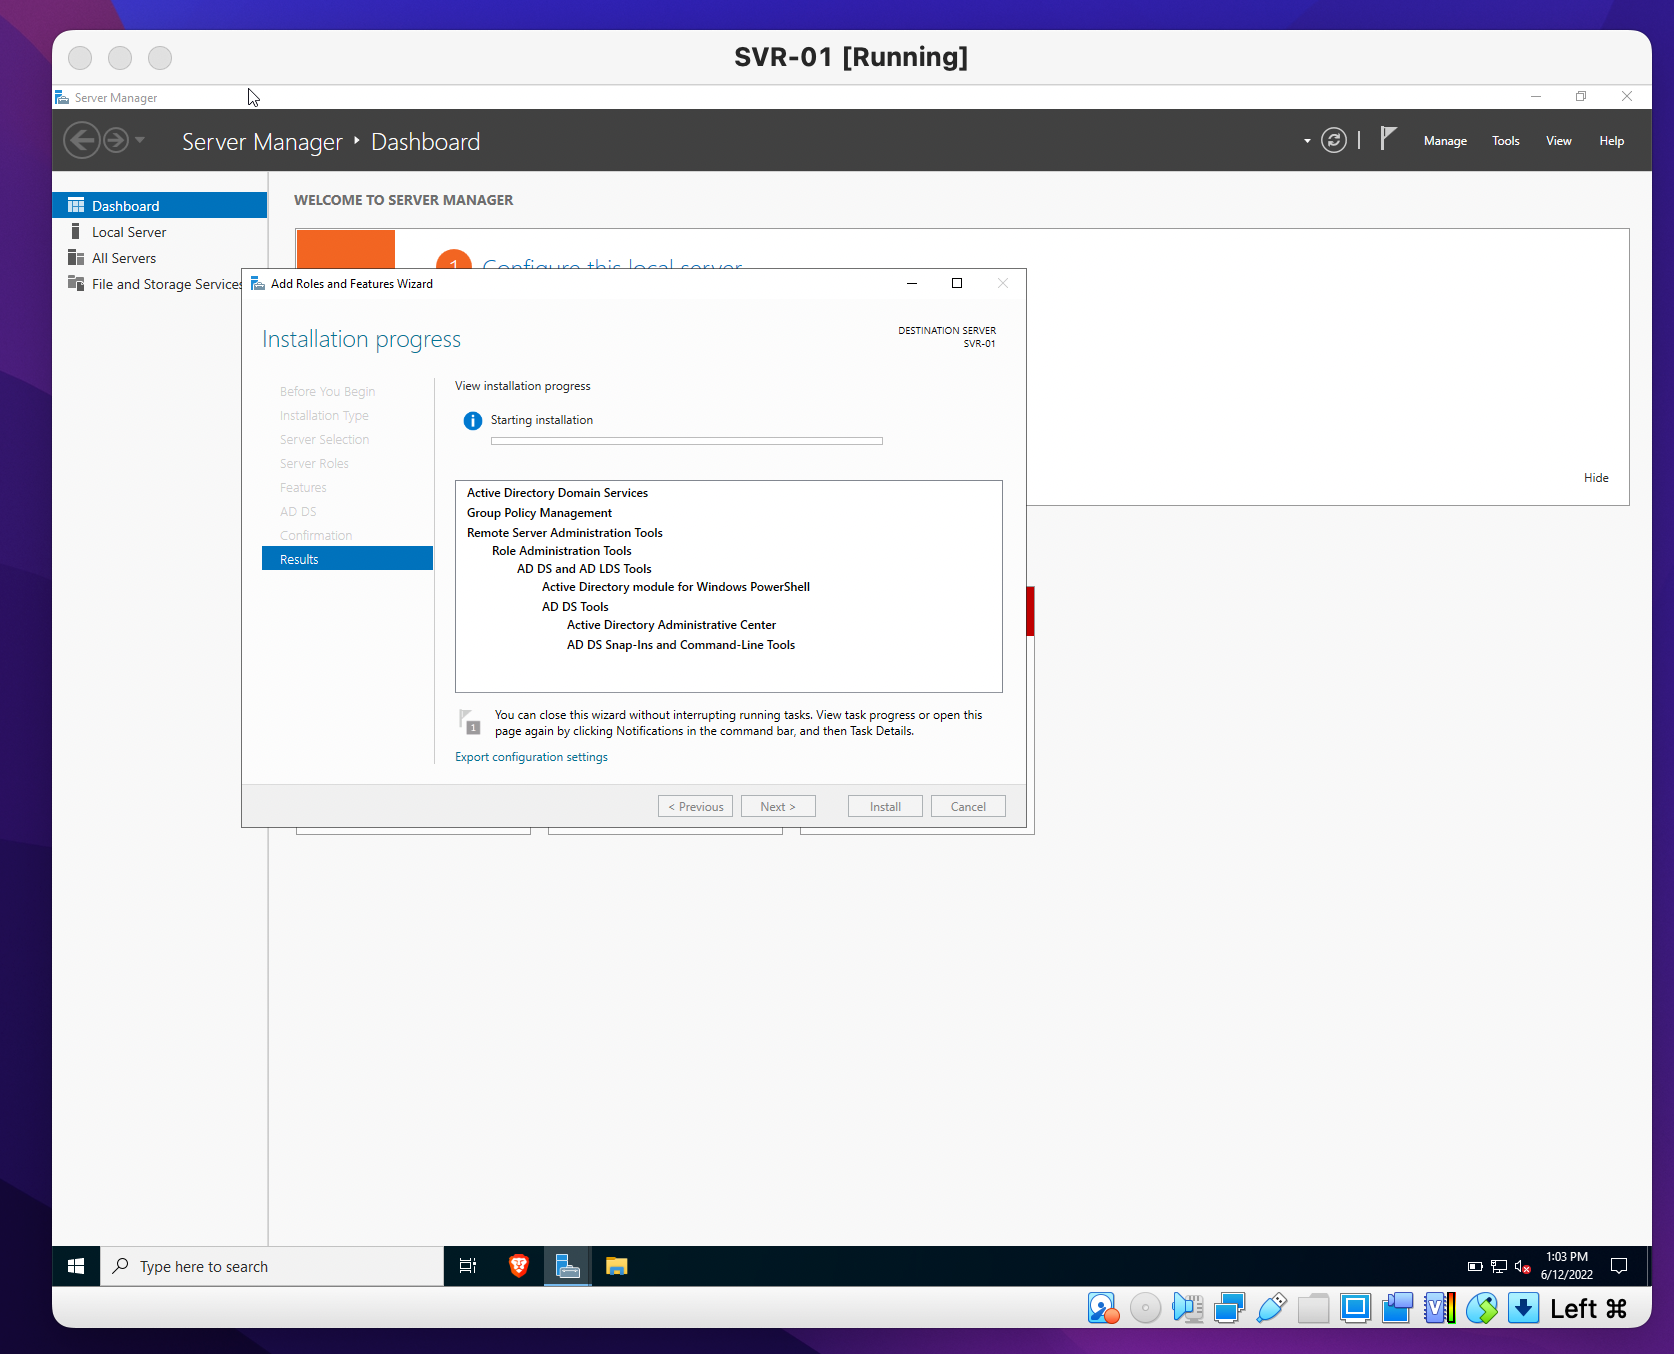 SVR-01 [Running]
Server Manager
Server Manager ‣ Dashboard
Manage
Tools
View
Help
Dashboard
Local Server
All Servers
File and Storage Services
WELCOME TO SERVER MANAGER
1 Configure this local server
Hide
Add Roles and Features Wizard
Installation progress
DESTINATION SERVER
SVR-01
Before You Begin
Installation Type
Server Selection
Server Roles
Features
AD DS
Confirmation
Results
View installation progress
Starting installation
Active Directory Domain Services
Group Policy Management
Remote Server Administration Tools
Role Administration Tools
AD DS and AD LDS Tools
Active Directory module for Windows PowerShell
AD DS Tools
Active Directory Administrative Center
AD DS Snap-Ins and Command-Line Tools
1
You can close this wizard without interrupting running tasks. View task progress or open this
page again by clicking Notifications in the command bar, and then Task Details.
Export configuration settings
< Previous
Next >
Install
Cancel
Type here to search
1:03 PM
6/12/2022
V
Left ⌘